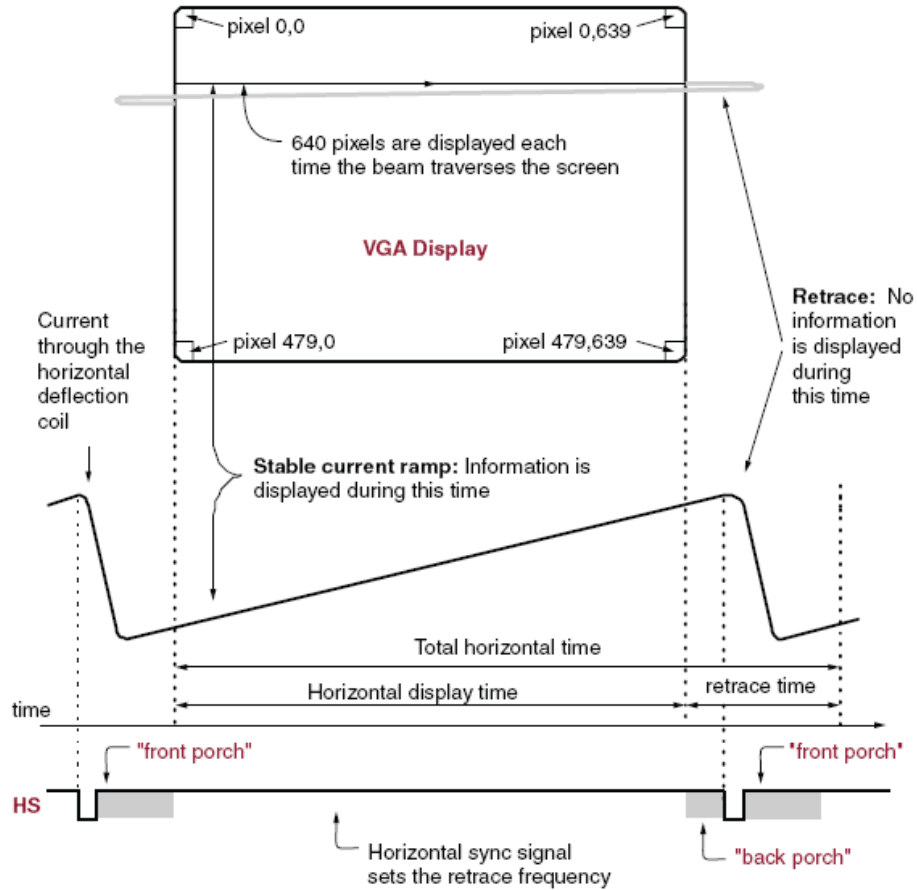 pixel 0,0
pixel 0,639
640 pixels are displayed each
time the beam traverses the screen
VGA Display
Retrace: No
information
is displayed
during
this time
Current
through the
horizontal
deflection
coil
pixel 479,0
pixel 479,639
Stable current ramp: Information is
displayed during this time
Total horizontal time
Horizontal display time
retrace time
time
"front porch"
"front porch"
HS
Horizontal sync signal
sets the retrace frequency
"back porch"